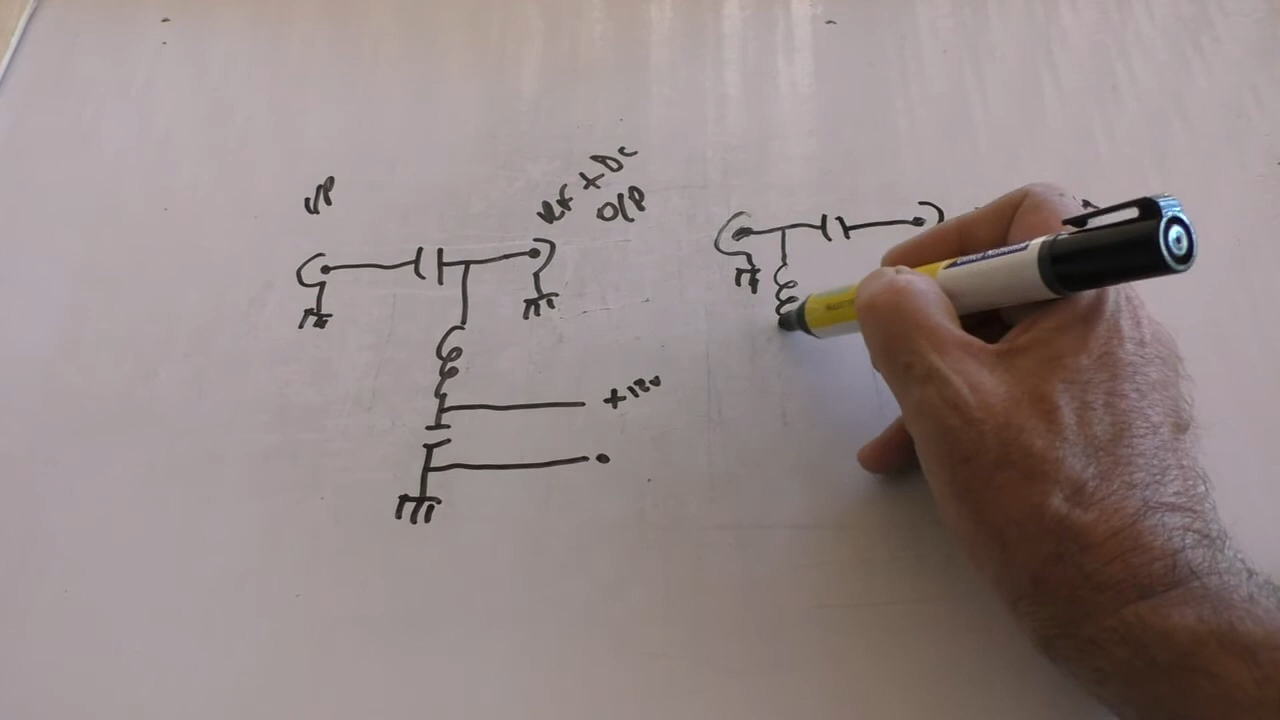 I/P
RF + DC
O/P
+12v